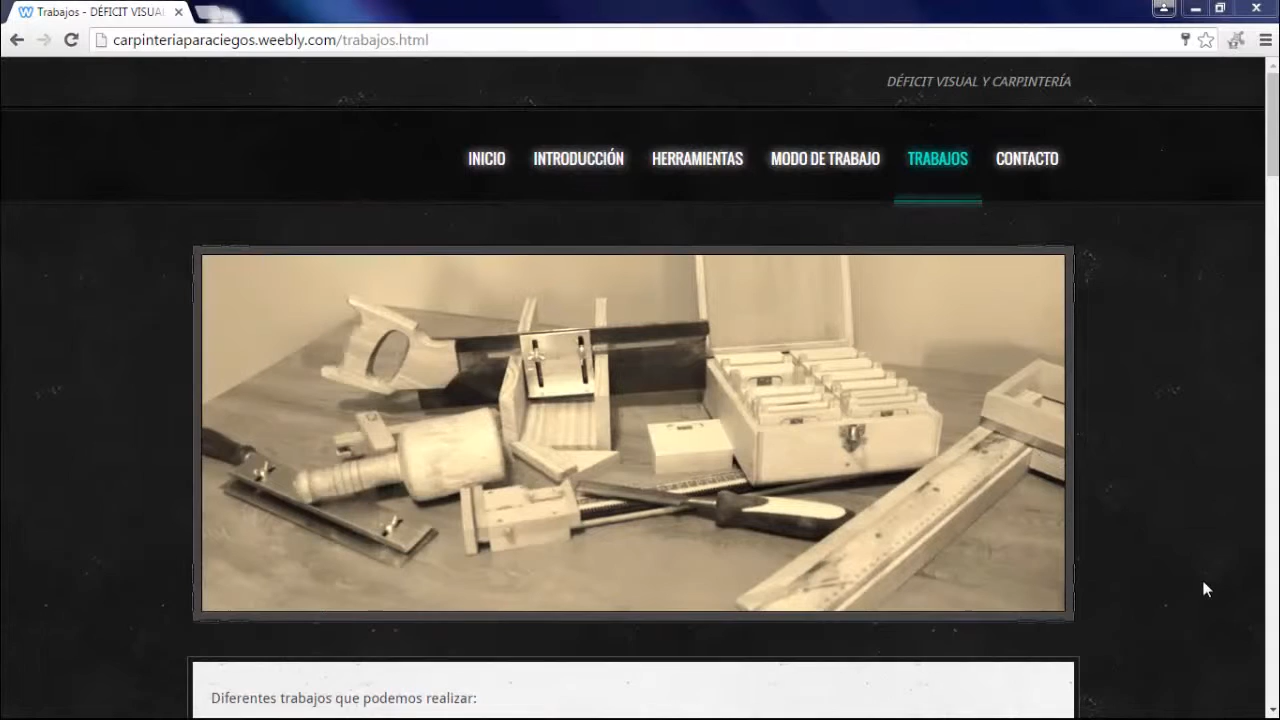 Trabajos - DÉFICIT VISUAL
carpinteriaparaciegos.weebly.com/trabajos.html
DÉFICIT VISUAL Y CARPINTERÍA
INICIO INTRODUCCIÓN HERRAMIENTAS MODO DE TRABAJO TRABAJOS CONTACTO
Diferentes trabajos que podemos realizar: